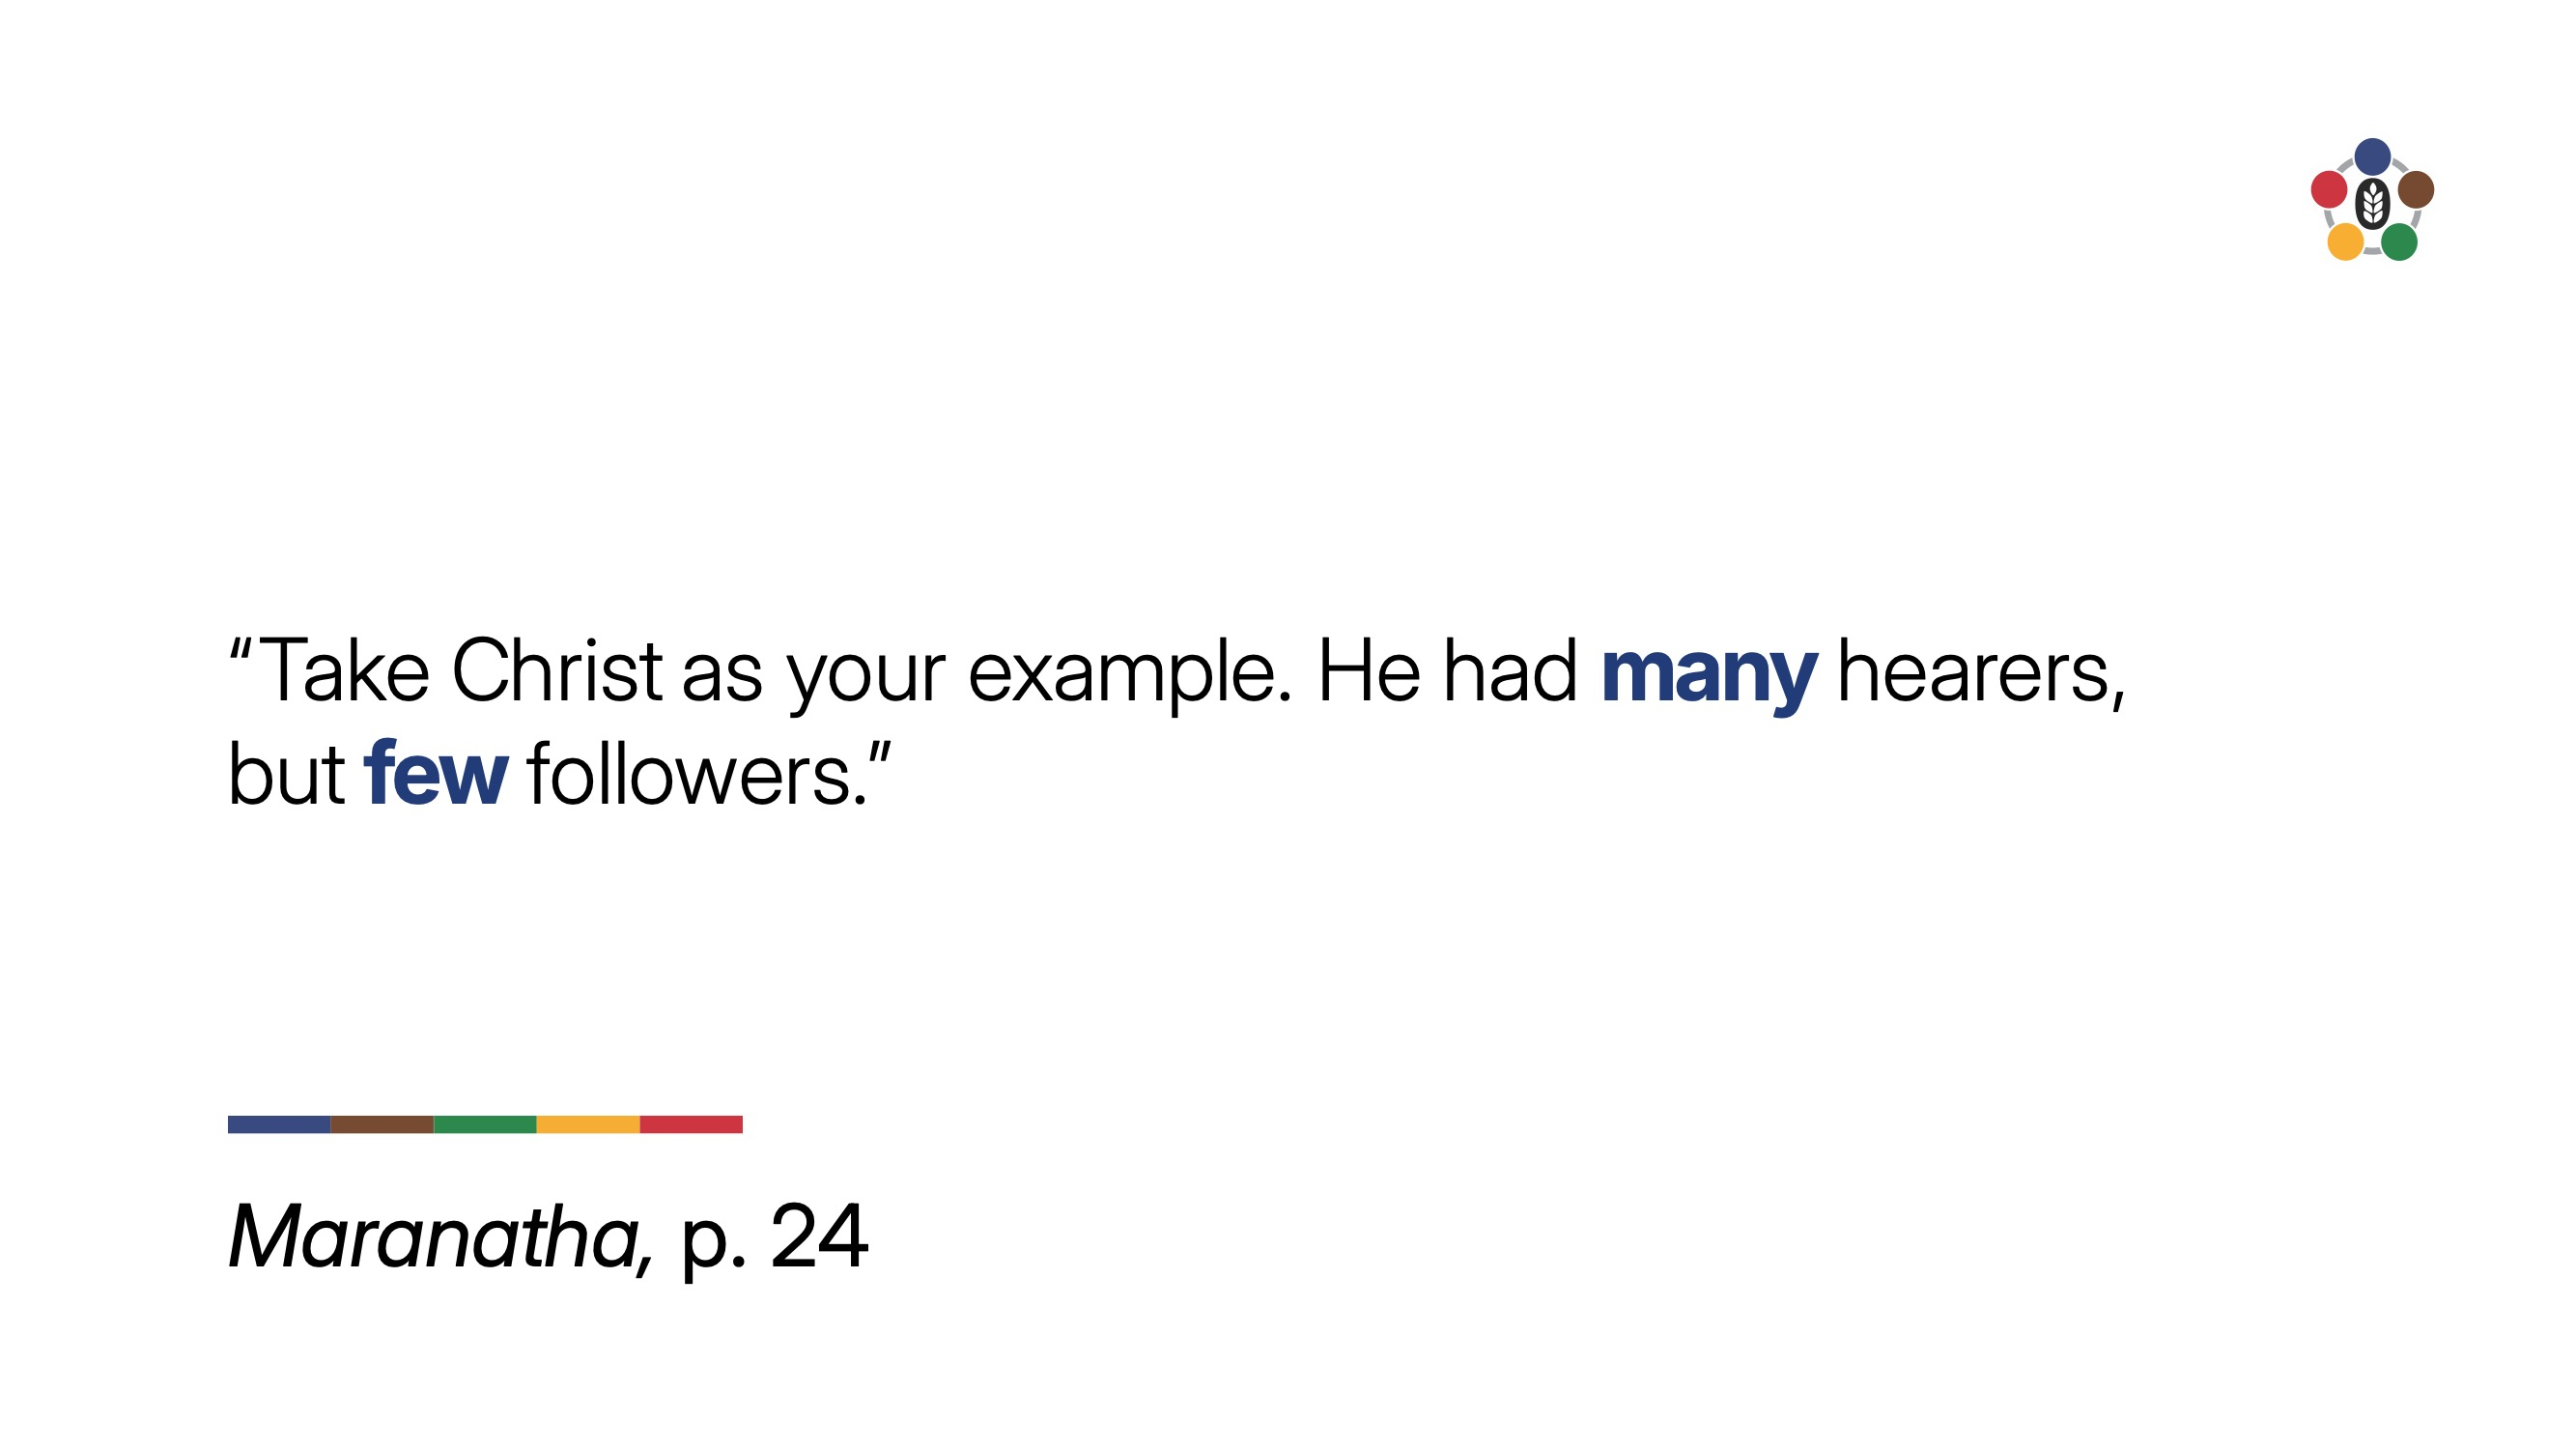 “Take Christ as your example. He had many hearers,
but few followers.”
Maranatha, p. 24